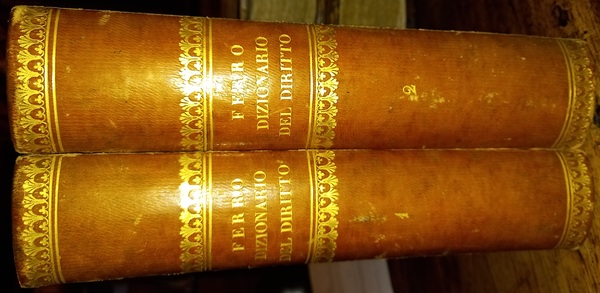 FERRO
DIZIONARIO
DEL DIRITTO
2
FERRO
DIZIONARIO
DEL DIRITTO
1